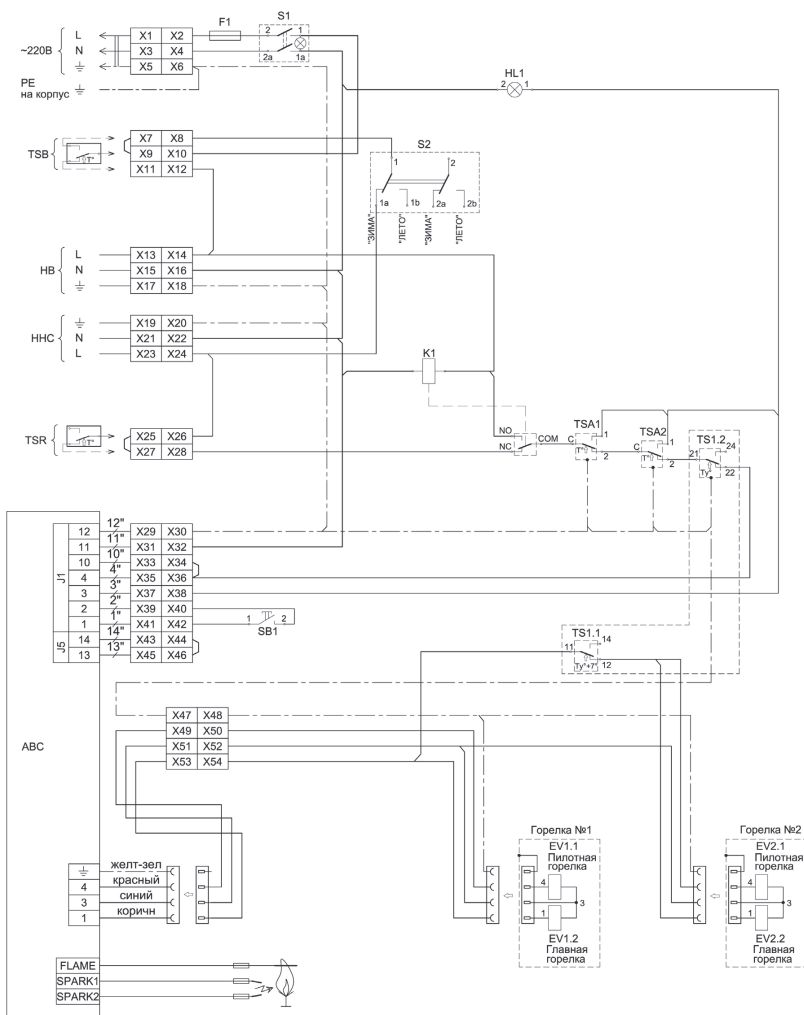 S1
F1
L
X1 X2
2 1
~220В
N
X3 X4
2a 1a
X5 X6
HL1
2 1
PE
на корпус
X7 X8
TSB
T°
X9 X10
X11 X12
S2
1 2
1a 1b 2a 2b
"ЗИМА" "ЛЕТО" "ЗИМА" "ЛЕТО"
L X13 X14
HB N X15 X16
X17 X18
X19 X20
HHC N X21 X22
L X23 X24
K1
NO
NC
COM
TSA1
C 1
T° 2
TSA2
C 1
T° 2
TS1.2
21 24
22
Ty°
TSR
T°
X25 X26
X27 X28
J1
12 12" X29 X30
11 11" X31 X32
10 10" X33 X34
4 4" X35 X36
3 3" X37 X38
2 2" X39 X40
1 1" X41 X42
1 2
SB1
J5
14 14" X43 X44
13 13" X45 X46
TS1.1
11 14
12
Ty°+7°
X47 X48
X49 X50
X51 X52
X53 X54
ABC
Горелка №1
EV1.1
Пилотная
горелка
4
3
1
EV1.2
Главная
горелка
Горелка №2
EV2.1
Пилотная
горелка
4
3
1
EV2.2
Главная
горелка
желт-зел
4 красный
3 синий
1 коричн
FLAME
SPARK1
SPARK2